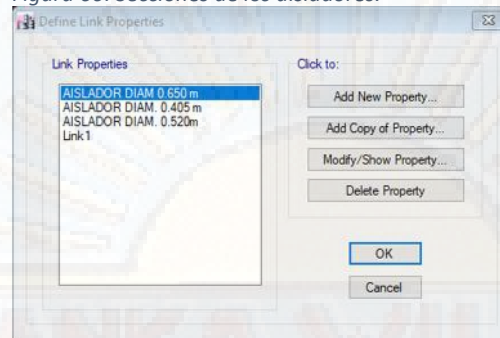 Define Link Properties
Link Properties
AISLADOR DIAM 0.650 m
AISLADOR DIAM. 0.405 m
AISLADOR DIAM. 0.520m
Link1
Click to:
Add New Property...
Add Copy of Property...
Modify/Show Property...
Delete Property
OK
Cancel